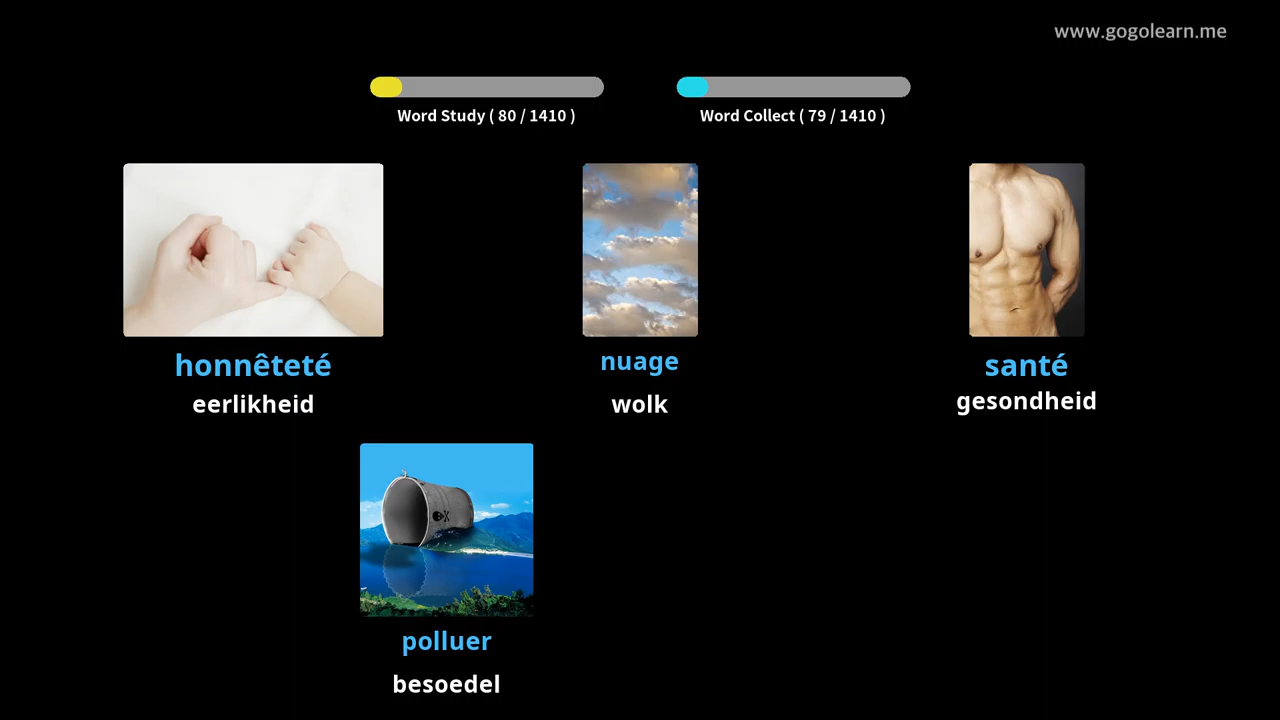 www.gogolearn.me
Word Study ( 80 / 1410 )
Word Collect ( 79 / 1410 )
honnêteté
eerlikheid
nuage
wolk
santé
gesondheid
polluer
besoedel